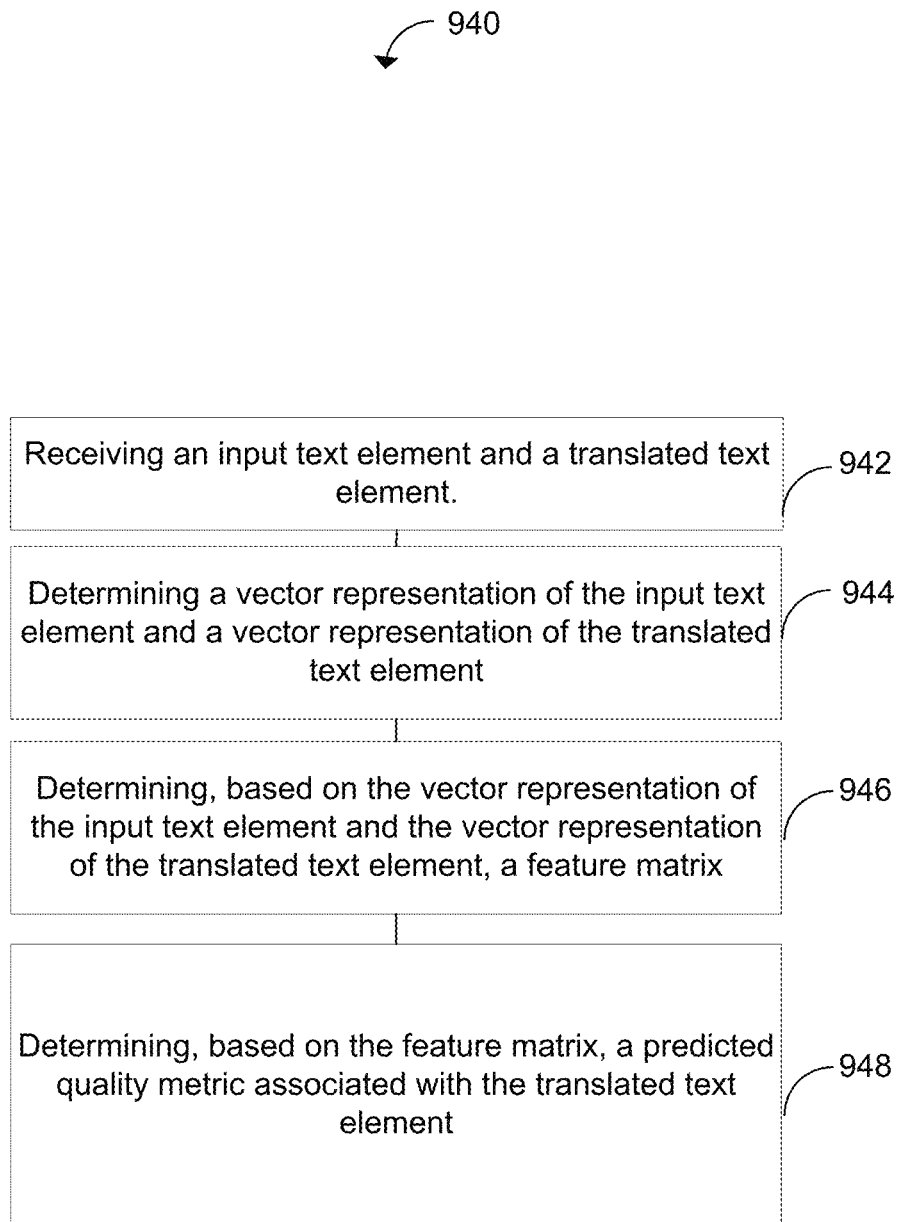 940
Receiving an input text element and a translated text
element.
942
Determining a vector representation of the input text
element and a vector representation of the translated
text element
944
Determining, based on the vector representation of
the input text element and the vector representation
of the translated text element, a feature matrix
946
Determining, based on the feature matrix, a predicted
quality metric associated with the translated text
element
948